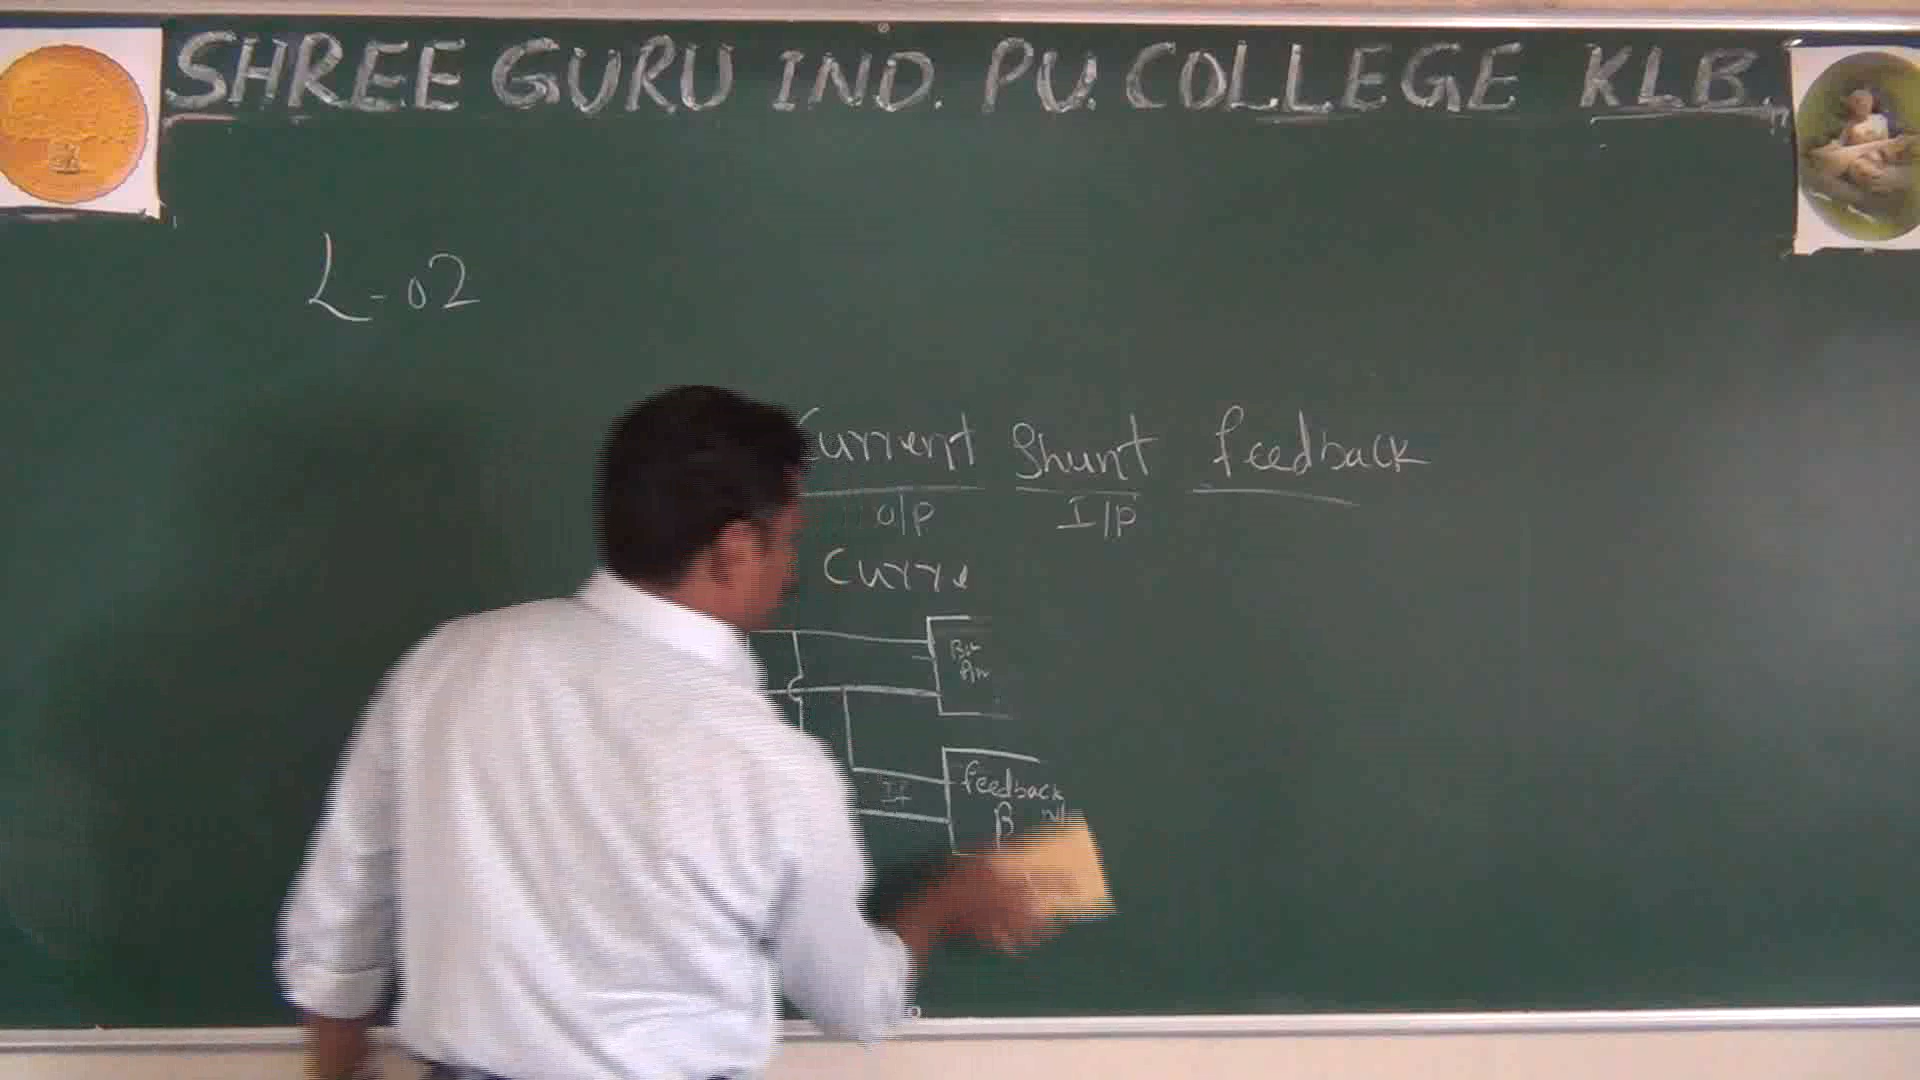 SHREE GURU IND. PU. COLLEGE KLB.
L-02
Current Shunt feedback
O/P I/P
Curre
feedback
β